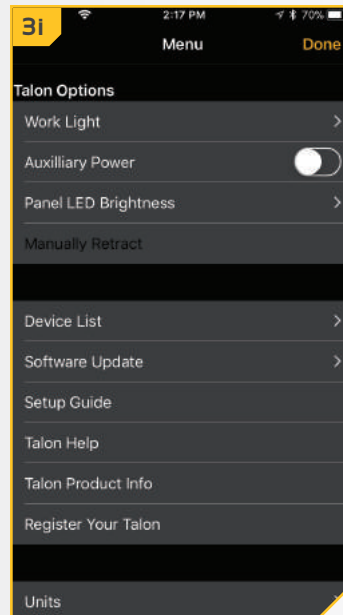 3i
2:17 PM
70%
Menu
Done
Talon Options
Work Light
Auxilliary Power
Panel LED Brightness
Manually Retract
Device List
Software Update
Setup Guide
Talon Help
Talon Product Info
Register Your Talon
Units